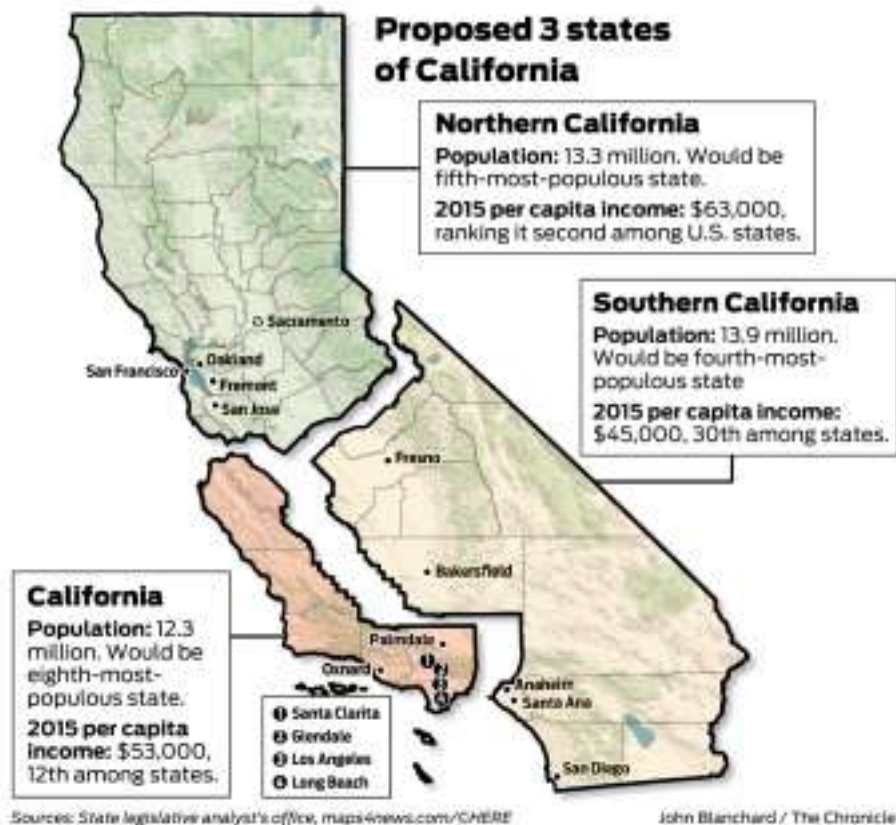 Proposed 3 states
of California
Northern California
Population: 13.3 million. Would be
fifth-most-populous state.
2015 per capita income: $63,000,
ranking it second among U.S. states.
Southern California
Population: 13.9 million.
Would be fourth-most-
populous state
2015 per capita income:
$45,000, 30th among states.
Sacramento
Oakland
San Francisco
Fremont
San Jose
Fresno
Bakersfield
California
Population: 12.3
million. Would be
eighth-most-
populous state.
2015 per capita
income: $53,000,
12th among states.
Palmdale
Oxnard
1
2
3
4
1 Santa Clarita
2 Glendale
3 Los Angeles
4 Long Beach
Anaheim
Santa Ana
San Diego
Sources: State legislative analyst's office, maps4news.com/©HERE
John Blanchard / The Chronicle